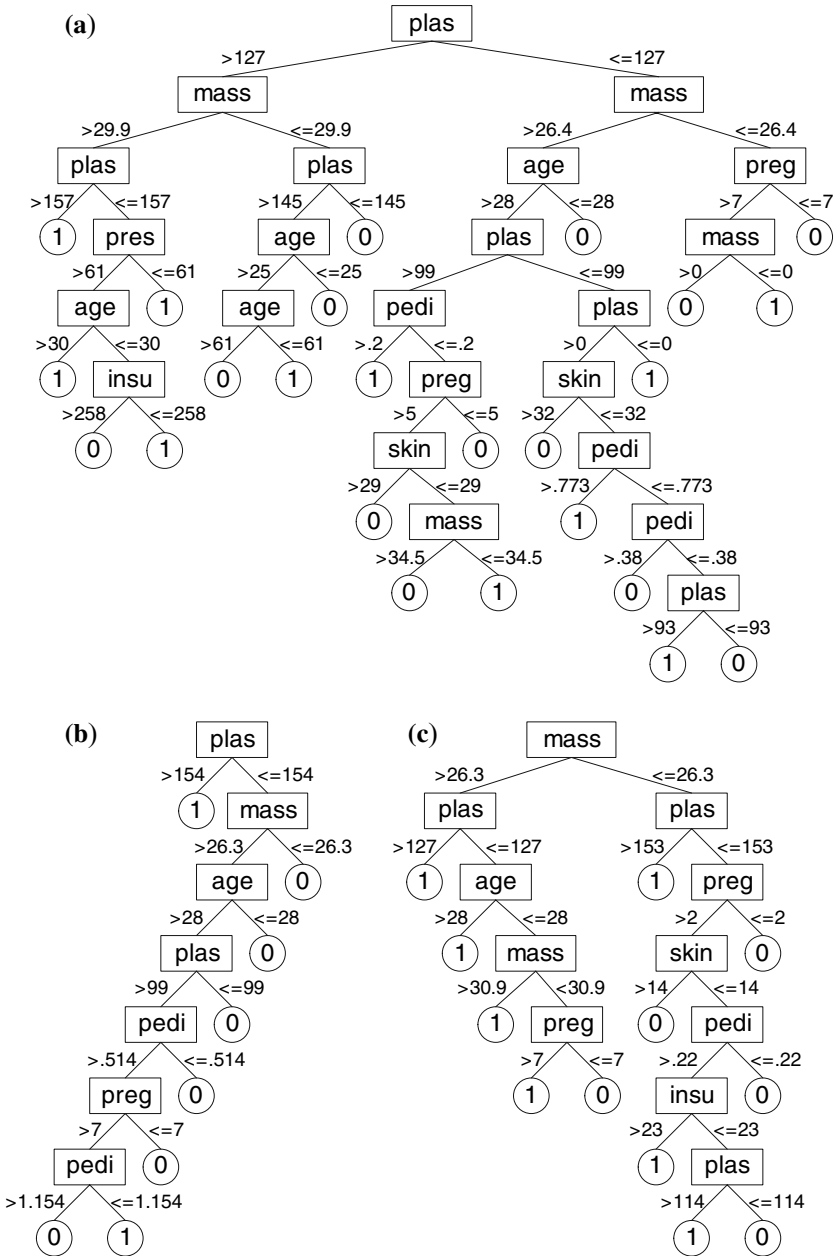 (a) plas
>127 <=127
mass mass
>29.9 <=29.9 >26.4 <=26.4
plas plas age preg
>157 <=157 >145 <=145 >28 <=28 >7 <=7
1 pres age 0 plas 0 mass 0
>61 <=61 >25 <=25 >99 <=99 >0 <=0
age 1 age 0 pedi plas 0 1
>30 <=30 >61 <=61 >.2 <=.2 >0 <=0
1 insu 0 1 1 preg skin 1
>258 <=258 >5 <=5 >32 <=32
0 1 skin 0 0 pedi
>29 <=29 >.773 <=.773
0 mass 1 pedi
>34.5 <=34.5 >.38 <=.38
0 1 0 plas
>93 <=93
1 0
(b) plas (c) mass
>154 <=154 >26.3 <=26.3
1 mass plas plas
>26.3 <=26.3 >127 <=127 >153 <=153
age 0 1 age 1 preg
>28 <=28 >28 <=28 >2 <=2
plas 0 1 mass skin 0
>99 <=99 >30.9 <30.9 >14 <=14
pedi 0 1 preg 0 pedi
>.514 <=.514 >7 <=7 >.22 <=.22
preg 0 1 0 insu 0
>7 <=7 >23 <=23
pedi 0 1 plas
>1.154 <=1.154 >114 <=114
0 1 1 0